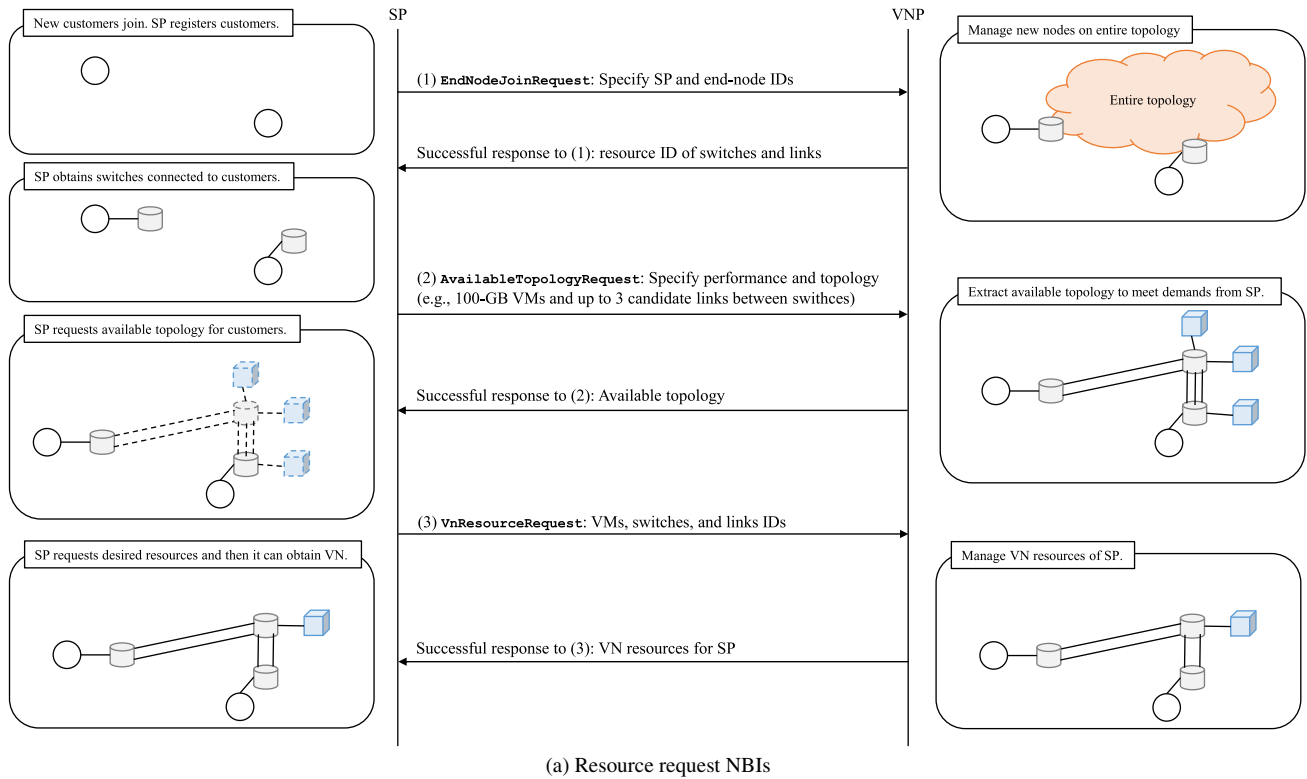 SP
VNP
New customers join. SP registers customers.
Manage new nodes on entire topology
(1) EndNodeJoinRequest: Specify SP and end-node IDs
Entire topology
Successful response to (1): resource ID of switches and links
SP obtains switches connected to customers.
(2) AvailableTopologyRequest: Specify performance and topology
(e.g., 100-GB VMs and up to 3 candidate links between swithces)
Extract available topology to meet demands from SP.
SP requests available topology for customers.
Successful response to (2): Available topology
(3) VnResourceRequest: VMs, switches, and links IDs
SP requests desired resources and then it can obtain VN.
Manage VN resources of SP.
Successful response to (3): VN resources for SP
(a) Resource request NBIs